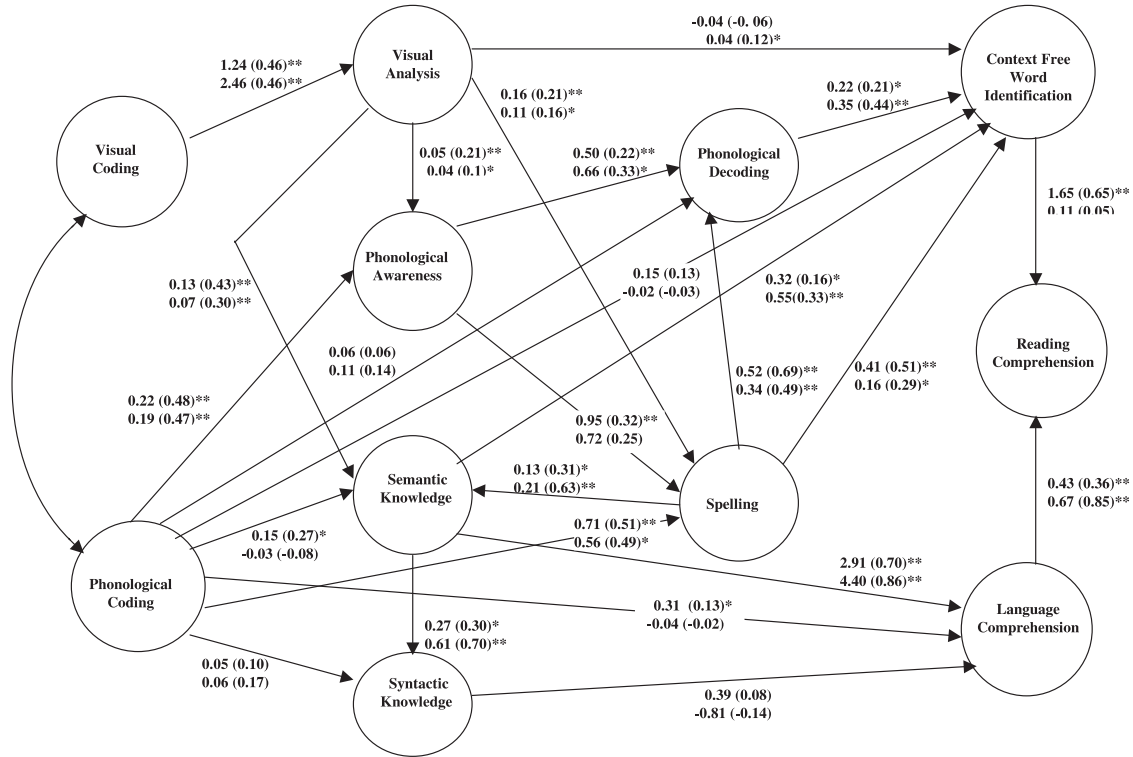 -0.04 (-0. 06)
0.04 (0.12)*
Visual
Analysis
Context Free
Word
Identification
1.24 (0.46)**
2.46 (0.46)**
0.16 (0.21)**
0.11 (0.16)*
0.22 (0.21)*
0.35 (0.44)**
Visual
Coding
0.05 (0.21)**
0.04 (0.1)*
0.50 (0.22)**
0.66 (0.33)*
Phonological
Decoding
1.65 (0.65)**
0.11 (0.05)
Phonological
Awareness
0.15 (0.13)
-0.02 (-0.03)
0.32 (0.16)*
0.55(0.33)**
0.13 (0.43)**
0.07 (0.30)**
Reading
Comprehension
0.06 (0.06)
0.11 (0.14)
0.52 (0.69)**
0.34 (0.49)**
0.41 (0.51)**
0.16 (0.29)*
0.22 (0.48)**
0.19 (0.47)**
0.95 (0.32)**
0.72 (0.25)
Semantic
Knowledge
0.13 (0.31)*
0.21 (0.63)**
Spelling
0.43 (0.36)**
0.67 (0.85)**
0.15 (0.27)*
-0.03 (-0.08)
0.71 (0.51)**
0.56 (0.49)*
Phonological
Coding
2.91 (0.70)**
4.40 (0.86)**
0.31 (0.13)*
-0.04 (-0.02)
Language
Comprehension
0.27 (0.30)*
0.61 (0.70)**
0.05 (0.10)
0.06 (0.17)
Syntactic
Knowledge
0.39 (0.08)
-0.81 (-0.14)